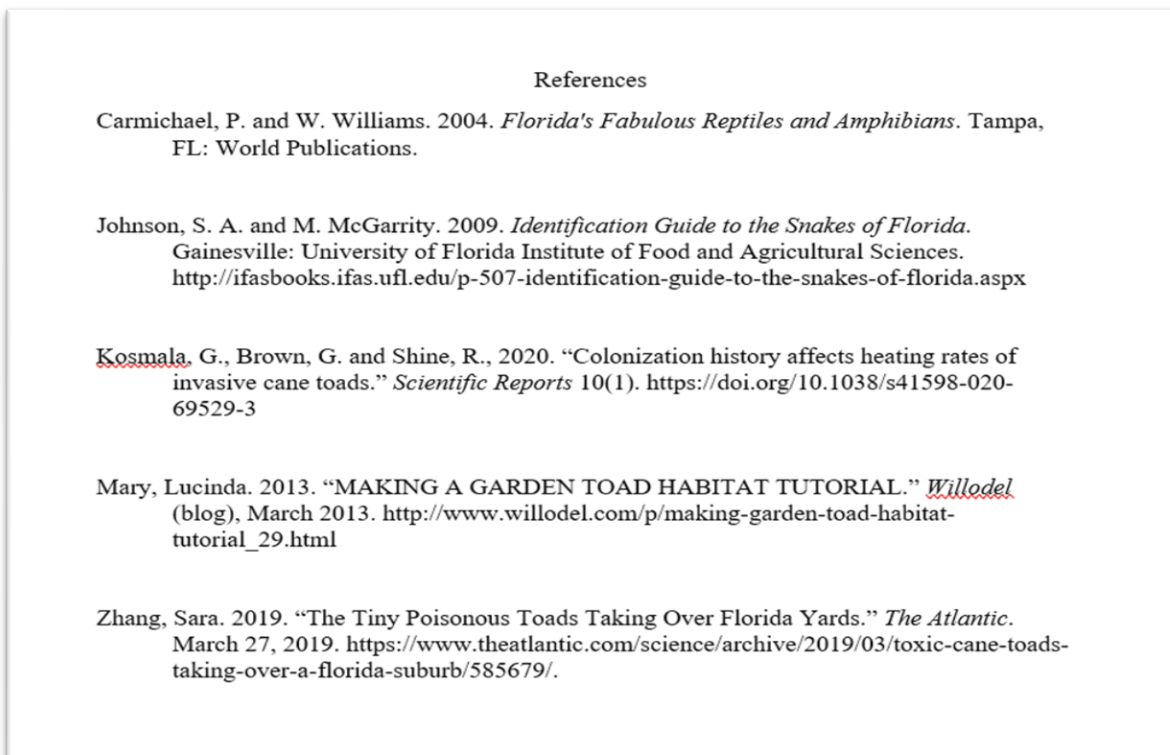 References
Carmichael, P. and W. Williams. 2004. Florida's Fabulous Reptiles and Amphibians. Tampa,
FL: World Publications.
Johnson, S. A. and M. McGarrity. 2009. Identification Guide to the Snakes of Florida.
Gainesville: University of Florida Institute of Food and Agricultural Sciences.
http://ifasbooks.ifas.ufl.edu/p-507-identification-guide-to-the-snakes-of-florida.aspx
Kosmala, G., Brown, G. and Shine, R., 2020. “Colonization history affects heating rates of
invasive cane toads.” Scientific Reports 10(1). https://doi.org/10.1038/s41598-020-
69529-3
Mary, Lucinda. 2013. “MAKING A GARDEN TOAD HABITAT TUTORIAL.” Willodel
(blog), March 2013. http://www.willodel.com/p/making-garden-toad-habitat-
tutorial_29.html
Zhang, Sara. 2019. “The Tiny Poisonous Toads Taking Over Florida Yards.” The Atlantic.
March 27, 2019. https://www.theatlantic.com/science/archive/2019/03/toxic-cane-toads-
taking-over-a-florida-suburb/585679/.